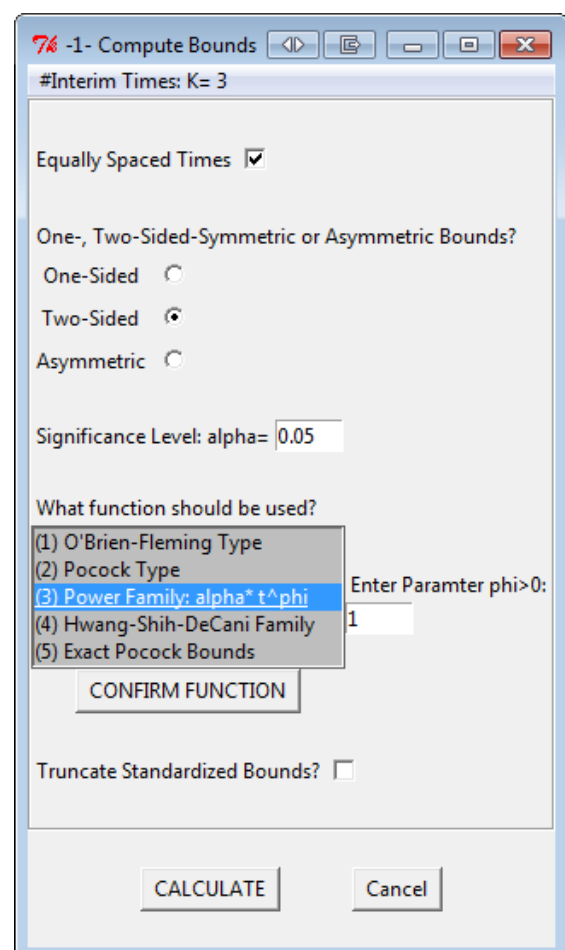 -1- Compute Bounds
#Interim Times: K= 3
Equally Spaced Times
One-, Two-Sided-Symmetric or Asymmetric Bounds?
One-Sided
Two-Sided
Asymmetric
Significance Level: alpha= 0.05
What function should be used?
(1) O'Brien-Fleming Type
(2) Pocock Type
(3) Power Family: alpha* t^phi
(4) Hwang-Shih-DeCani Family
(5) Exact Pocock Bounds
Enter Paramter phi>0:
1
CONFIRM FUNCTION
Truncate Standardized Bounds?
CALCULATE Cancel